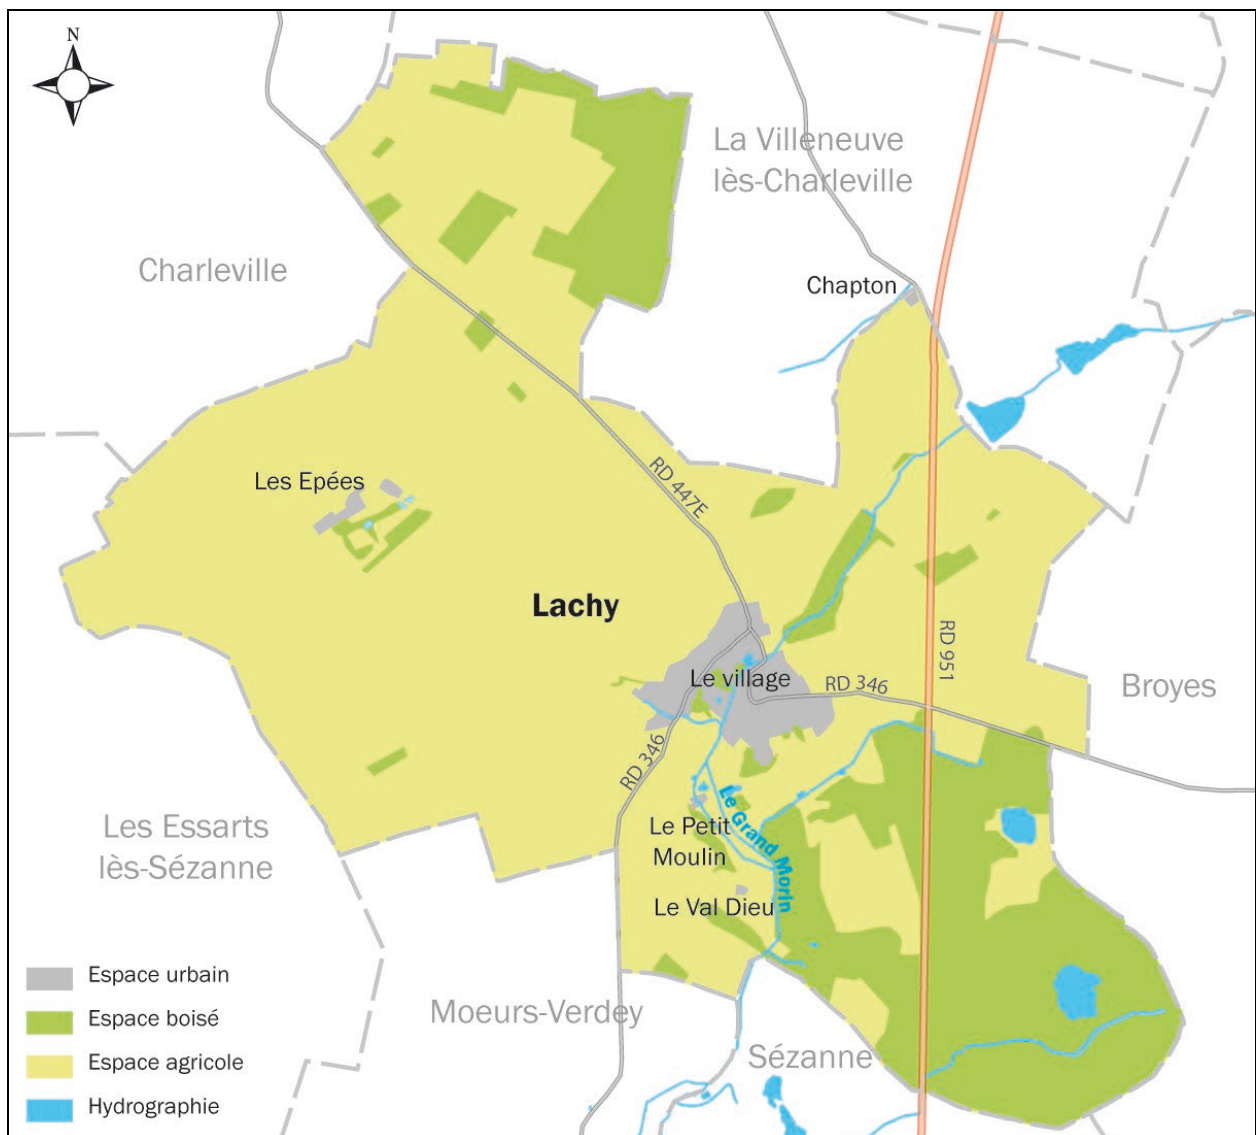 N
La Villeneuve
lès-Charleville
Charleville
Chapton
Les Epées
RD 447E
Lachy
RD 951
Le village
RD 346
Broyes
RD 346
Le Grand Morin
Le Petit
Moulin
Les Essarts
lès-Sézanne
Le Val Dieu
Moeurs-Verdey
Sézanne
Espace urbain
Espace boisé
Espace agricole
Hydrographie